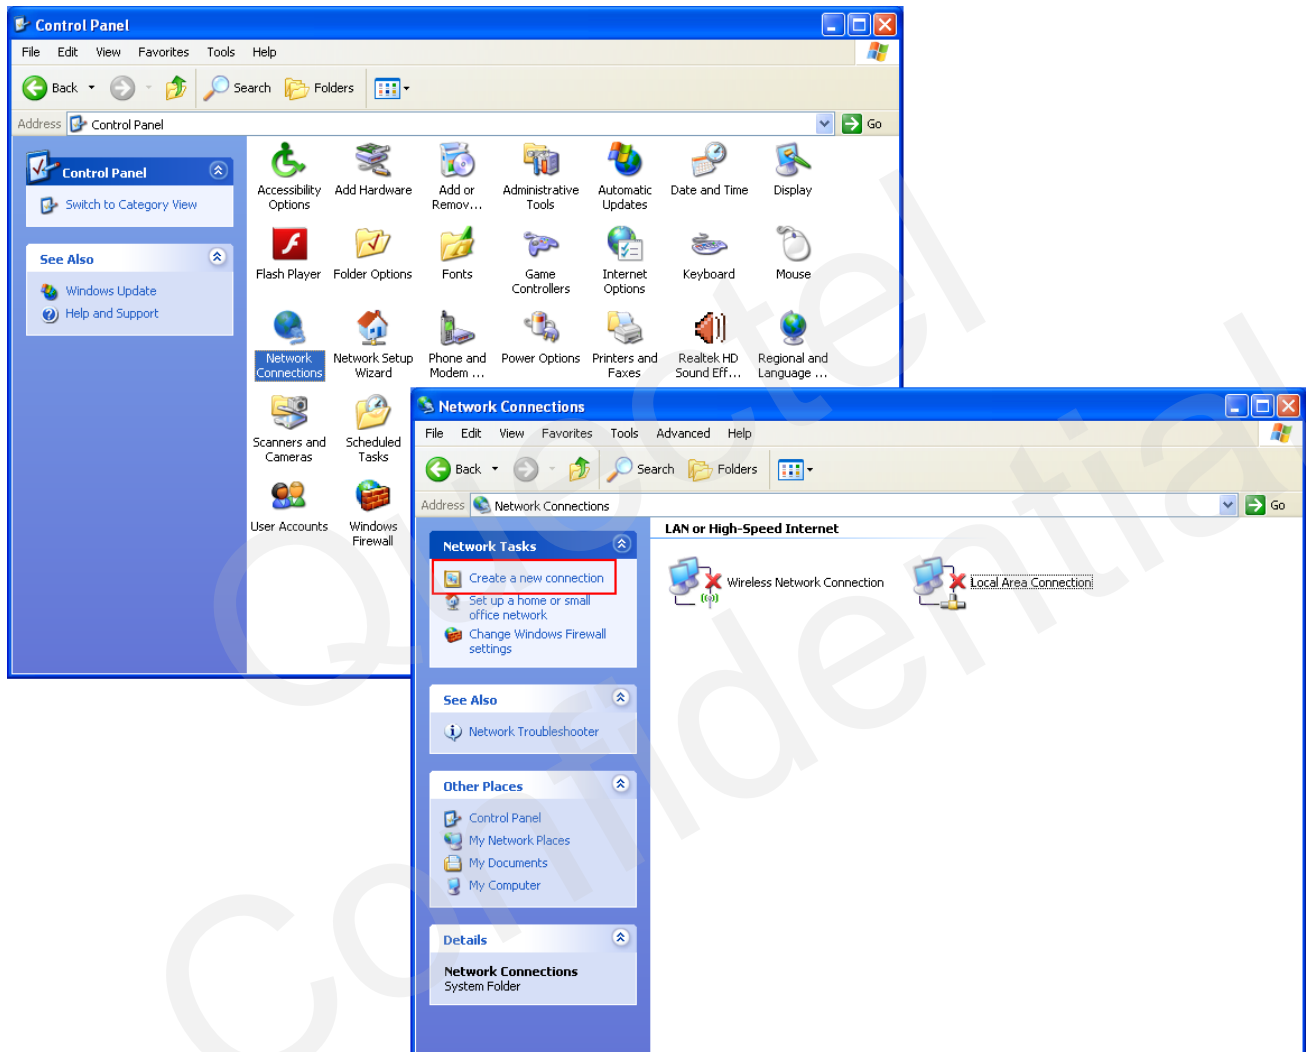 Control Panel
File Edit View Favorites Tools Help
Back Search Folders
Address Control Panel Go
Control Panel
Switch to Category View
See Also
Windows Update
Help and Support
Accessibility Options
Add Hardware
Add or Remov...
Administrative Tools
Automatic Updates
Date and Time
Display
Flash Player
Folder Options
Fonts
Game Controllers
Internet Options
Keyboard
Mouse
Network Connections
Network Setup Wizard
Phone and Modem ...
Power Options
Printers and Faxes
Realtek HD Sound Eff...
Regional and Language ...
Scanners and Cameras
Scheduled Tasks
User Accounts
Windows Firewall
Network Connections
File Edit View Favorites Tools Advanced Help
Back Search Folders
Address Network Connections Go
Network Tasks
Create a new connection
Set up a home or small
office network
Change Windows Firewall
settings
See Also
Network Troubleshooter
Other Places
Control Panel
My Network Places
My Documents
My Computer
Details
Network Connections
System Folder
LAN or High-Speed Internet
Wireless Network Connection
Local Area Connection
Quectel
Confidential